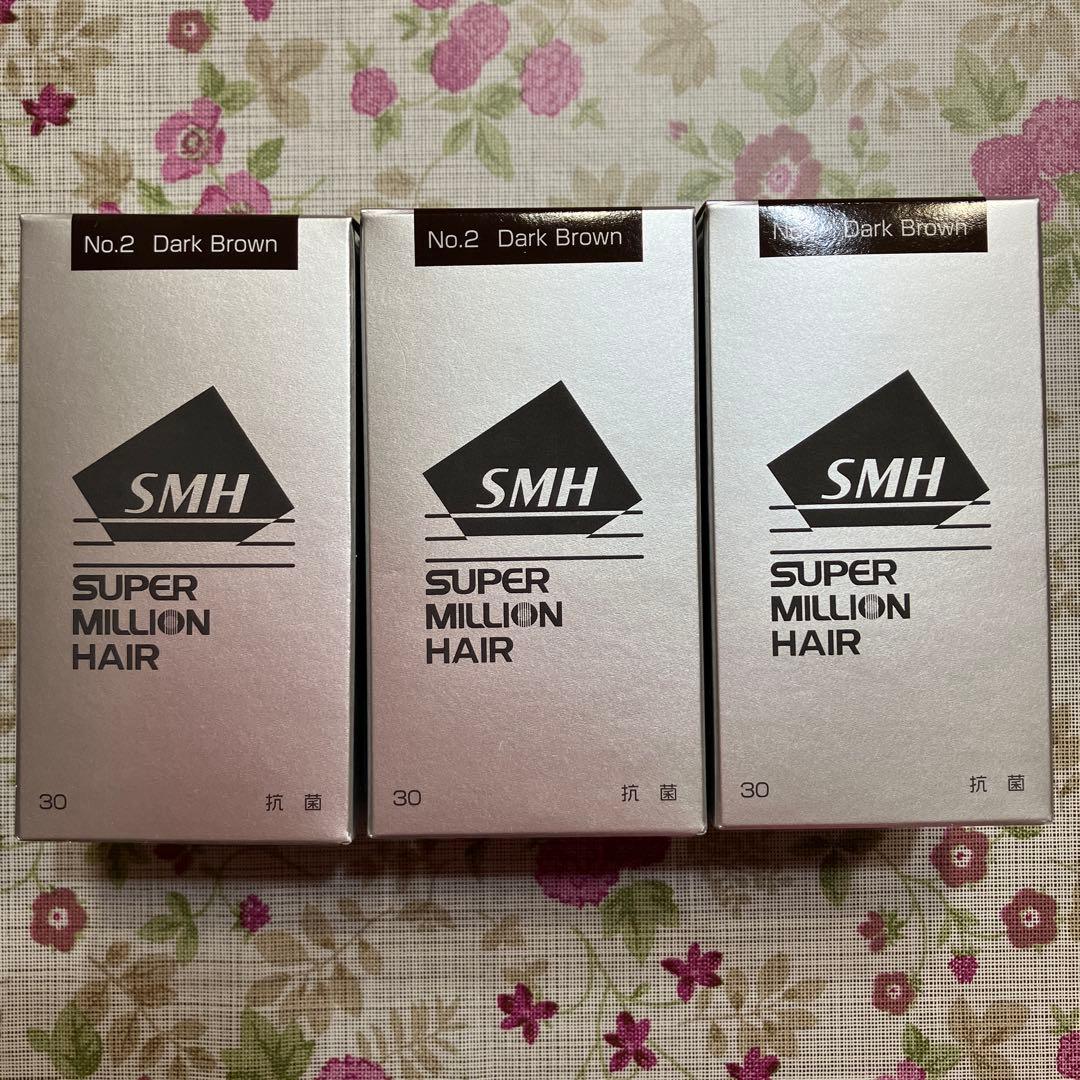 No.2 Dark Brown
SMH
SUPER
MILLION
HAIR
30 抗菌
No.2 Dark Brown
SMH
SUPER
MILLION
HAIR
30 抗菌
Dark Brown
SMH
SUPER
MILLION
HAIR
30 抗菌